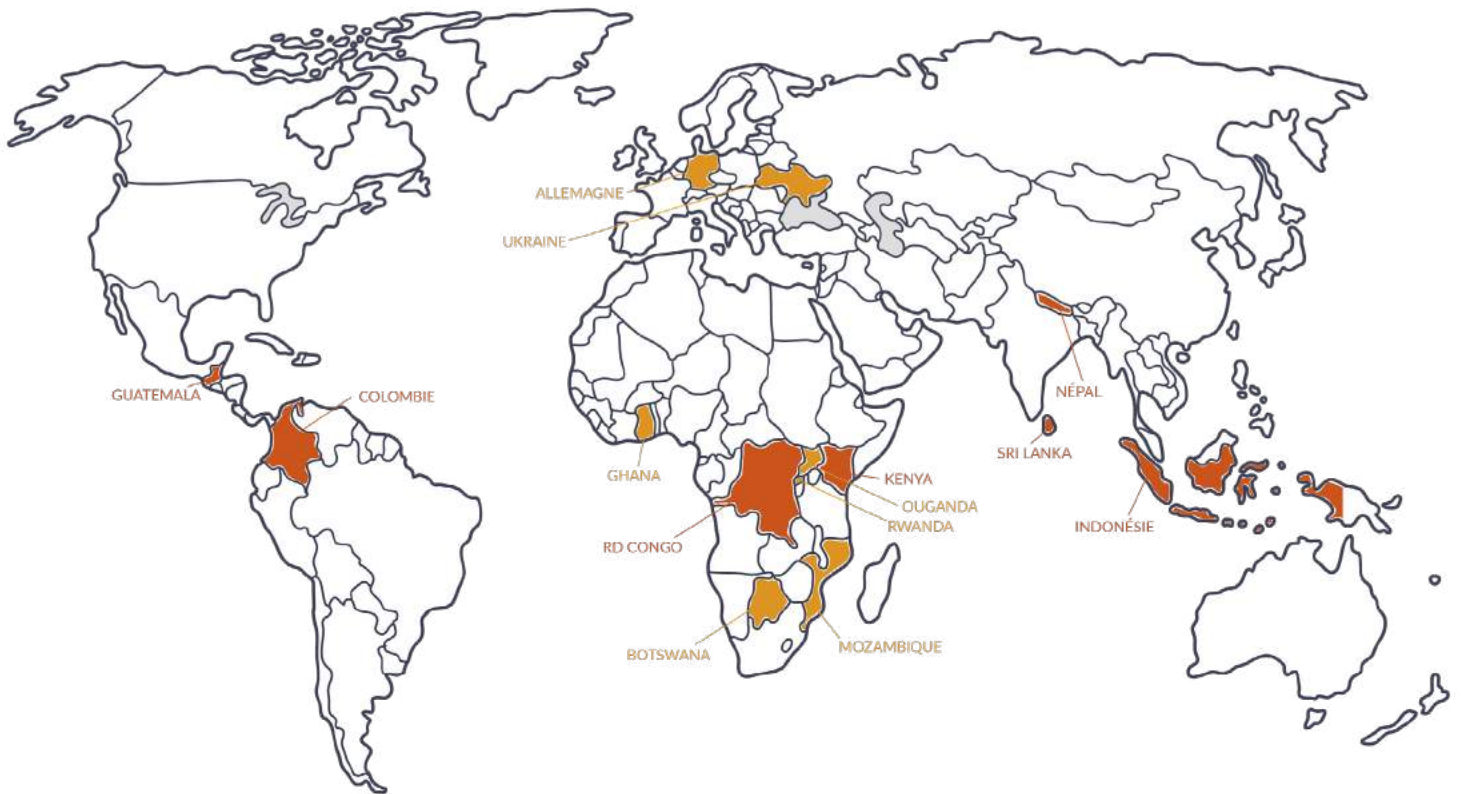 ALLEMAGNE
UKRAINE
GUATEMALA
COLOMBIE
NÉPAL
SRI LANKA
GHANA
KENYA
OUGANDA
RWANDA
INDONÉSIE
RD CONGO
BOTSWANA
MOZAMBIQUE